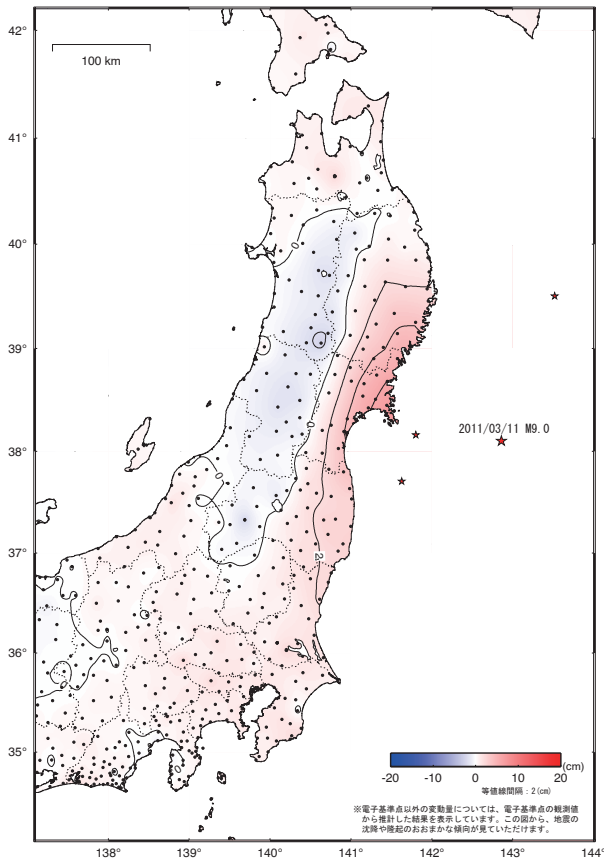 42°
100 km
41°
40°
0
39°
2011/03/11 M9.0
38°
0
0
37°
2
36°
35°
(cm)
-20 -10 0 10 20
等値線間隔：2(cm)
※電子基準点以外の変動量については、電子基準点の観測値
から推計した結果を表示しています。この図から、地震の
沈降や隆起のおおまかな傾向が見ていただけます。
138° 139° 140° 141° 142° 143° 144°